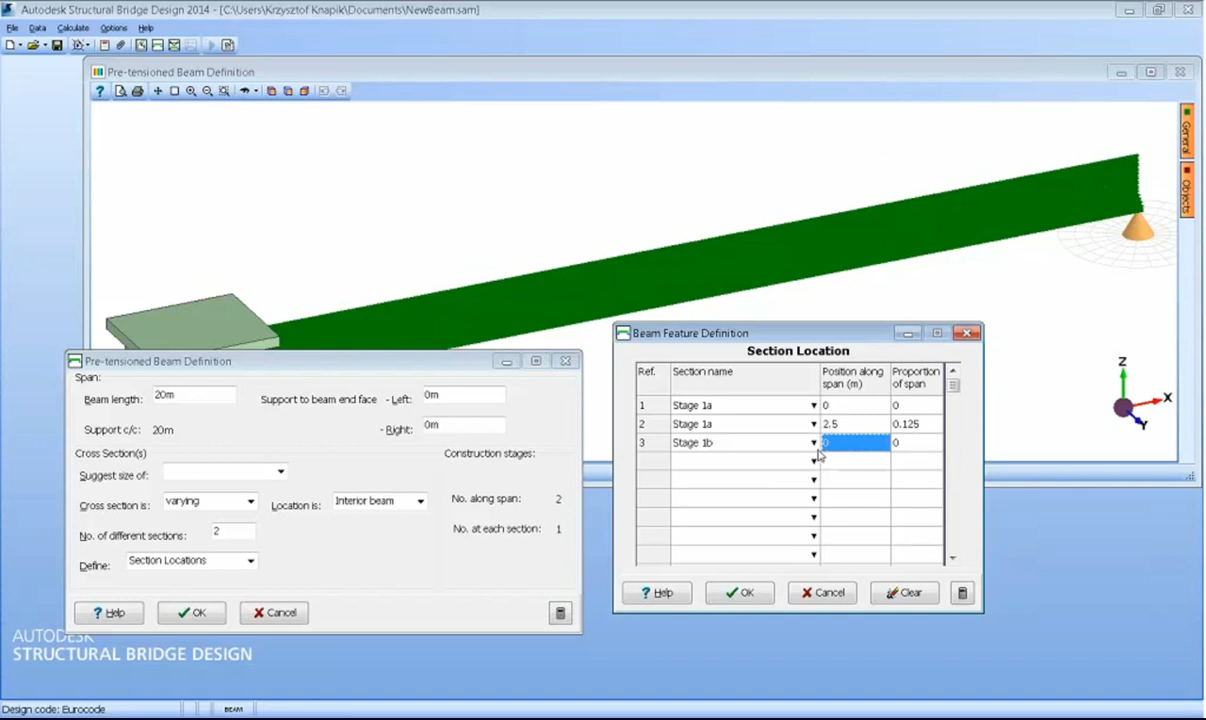 Autodesk Structural Bridge Design 2014 - [C:\Users\Krzysztof Knapik\Documents\NewBeam.sam]
File Data Calculate Options Help
Pre-tensioned Beam Definition
General
Objects
Z
X
Y
Pre-tensioned Beam Definition
Span:
Beam length: 20m Support to beam end face - Left: 0m
Support c/c: 20m - Right: 0m
Cross Section(s) Construction stages:
Suggest size of:
Cross section is: varying Location is: Interior beam No. along span: 2
No. of different sections: 2 No. at each section: 1
Define: Section Locations
Help OK Cancel
Beam Feature Definition
Section Location
Ref. Section name Position along span (m) Proportion of span
1 Stage 1a 0 0
2 Stage 1a 2.5 0.125
3 Stage 1b 0 0
Help OK Cancel Clear
AUTODESK
STRUCTURAL BRIDGE DESIGN
Design code: Eurocode BEAM